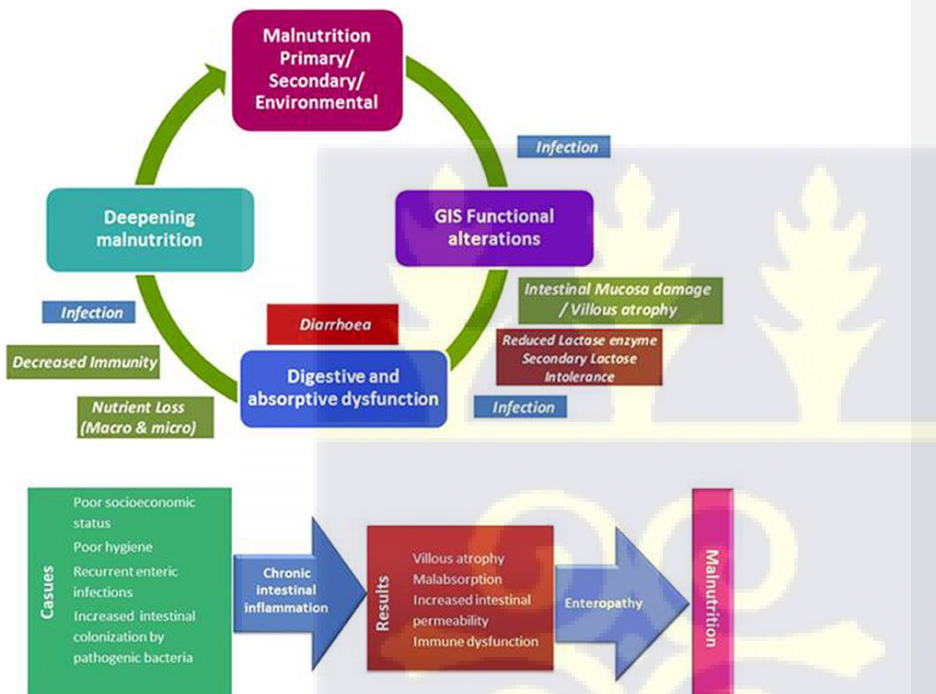 Malnutrition
Primary/
Secondary/
Environmental
Infection
GIS Functional
alterations
Intestinal Mucosa damage
/ Villous atrophy
Reduced Lactase enzyme
Secondary Lactose
Intolerance
Infection
Diarrhoea
Digestive and
absorptive dysfunction
Nutrient Loss
(Macro & micro)
Decreased Immunity
Infection
Deepening
malnutrition
Casues
Poor socioeconomic
status
Poor hygiene
Recurrent enteric
infections
Increased intestinal
colonization by
pathogenic bacteria
Chronic
intestinal
inflammation
Results
Villous atrophy
Malabsorption
Increased intestinal
permeability
Immune dysfunction
Enteropathy
Malnutrition